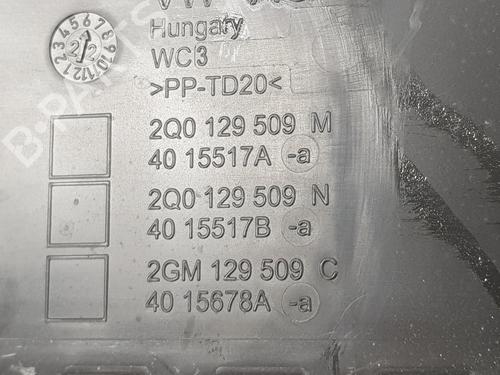 Hungary
WC3
>PP-TD20<
2Q0 129 509 M
40 15517A -a
2Q0 129 509 N
40 15517B -a
2GM 129 509 C
40 15678A -a